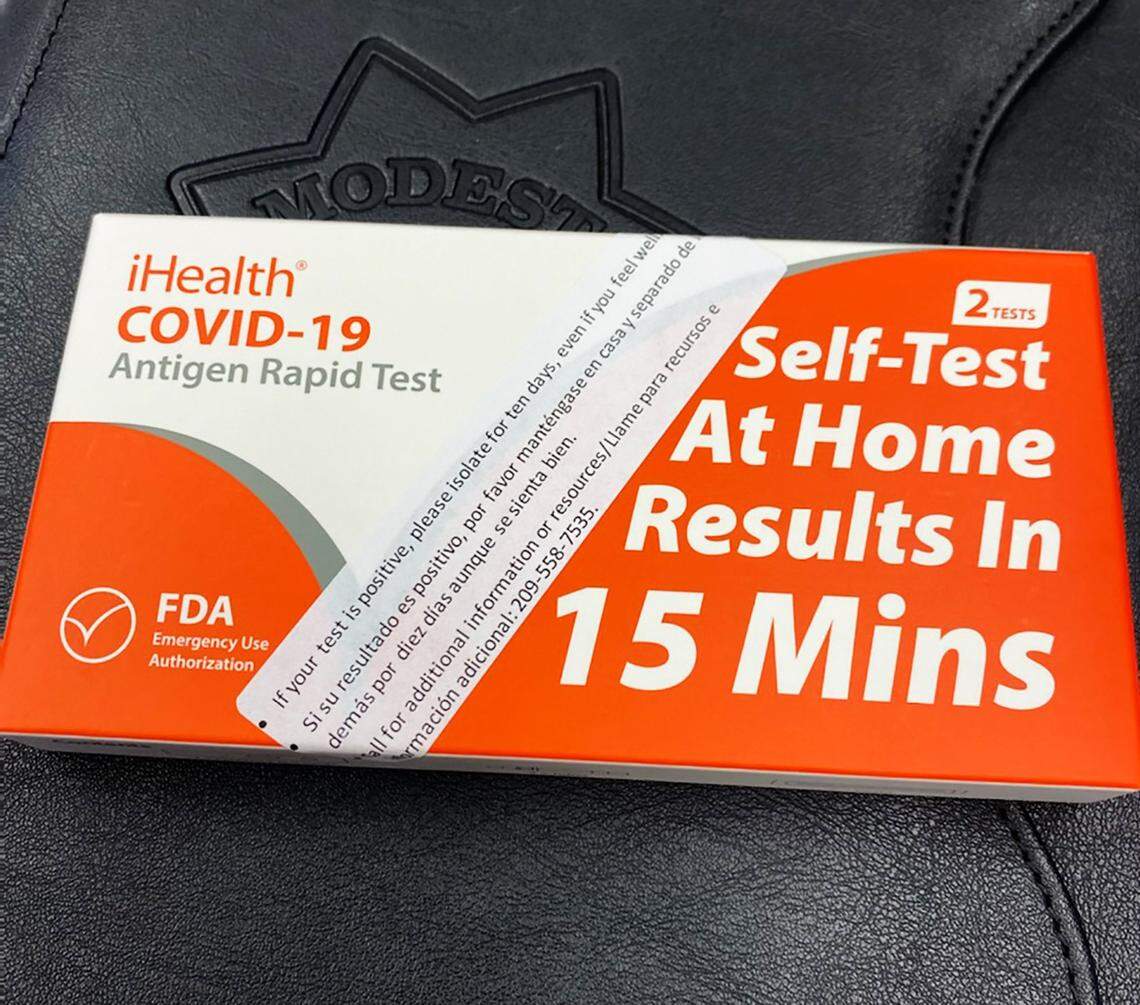 MODEST
iHealth®
COVID-19
Antigen Rapid Test
2 TESTS
Self-Test
At Home
Results In
15 Mins
FDA
Emergency Use
Authorization
• If your test is positive, please isolate for ten days, even if you feel well
• Si su resultado es positivo, por favor manténgase en casa y separado de
demás por diez días aunque se sienta bien.
all for additional information or resources/Llame para recursos e
rmación adicional: 209-558-7535.